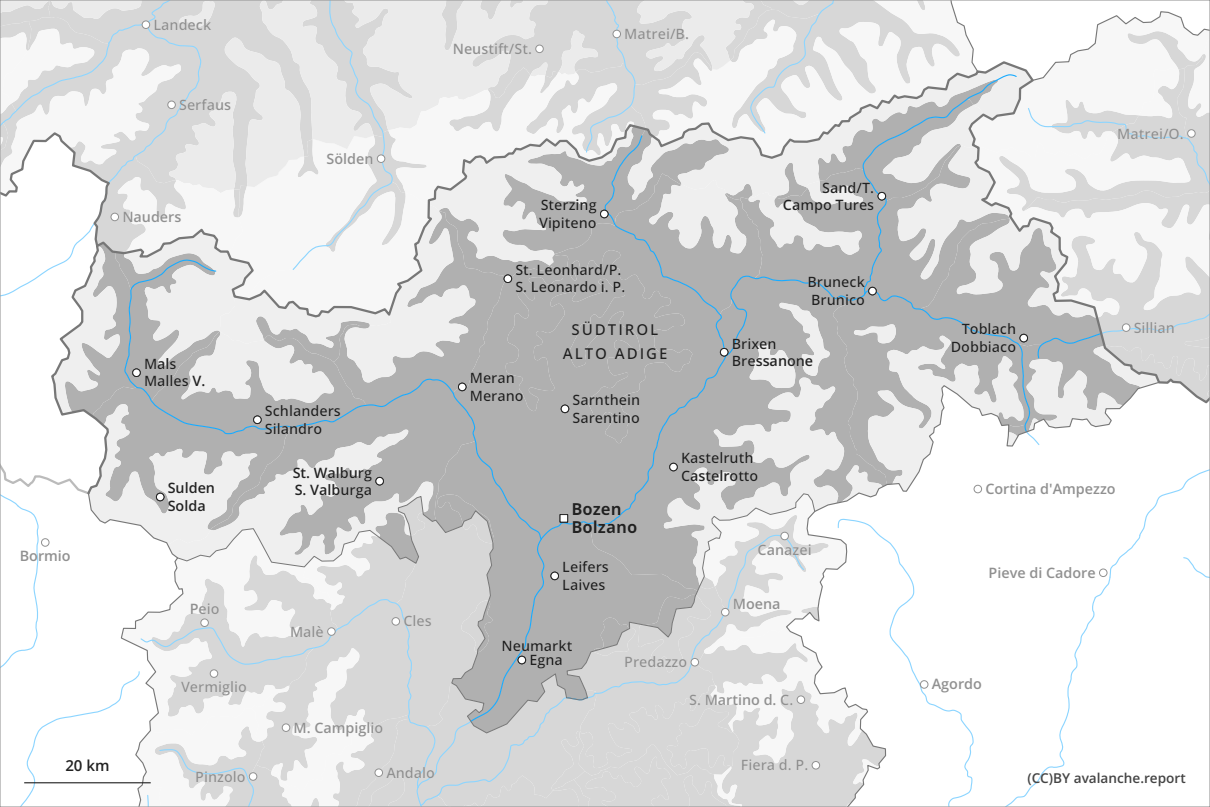 Landeck
Matrei/B.
Neustift/St.
Serfaus
Matrei/O.
Sölden
Sand/T.
Campo Tures
Sterzing
Vipiteno
Nauders
St. Leonhard/P.
S. Leonardo i. P.
Bruneck
Brunico
SÜDTIROL
ALTO ADIGE
Toblach
Dobbiaco
Sillian
Brixen
Bressanone
Mals
Malles V.
Meran
Merano
Sarnthein
Sarentino
Schlanders
Silandro
Kastelruth
Castelrotto
St. Walburg
S. Valburga
Sulden
Solda
Cortina d'Ampezzo
Bozen
Bolzano
Canazei
Bormio
Leifers
Laives
Pieve di Cadore
Peio
Moena
Malè
Cles
Neumarkt
Egna
Predazzo
Vermiglio
Agordo
S. Martino d. C.
M. Campiglio
Fiera d. P.
20 km
Pinzolo
Andalo
(CC)BY avalanche.report